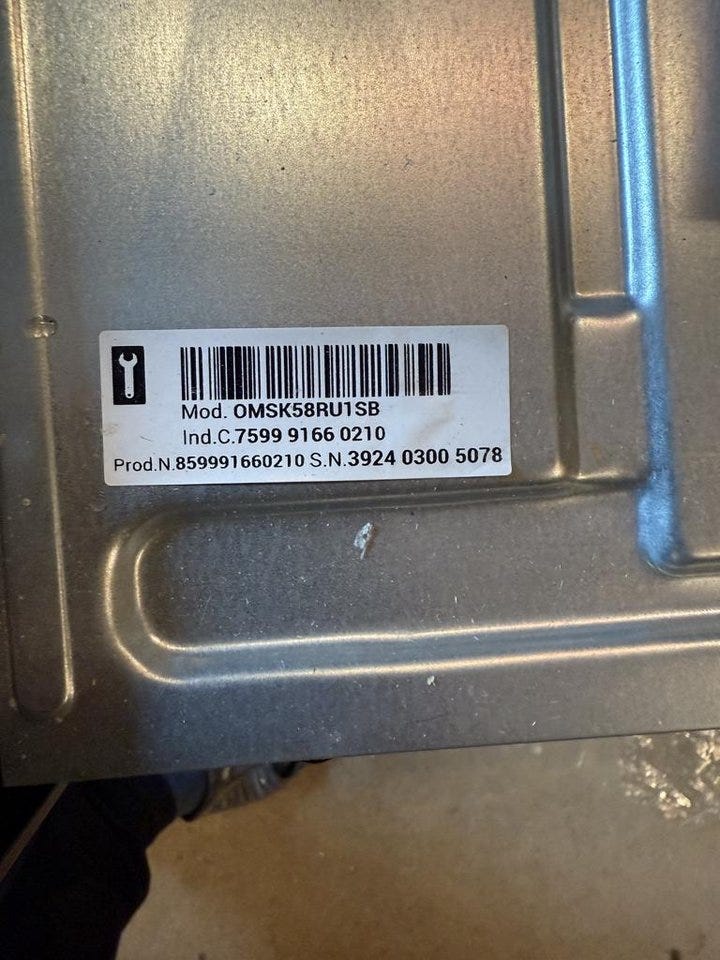 Mod. OMSK58RU1SB
Ind.C.7599 9166 0210
Prod.N.859991660210 S.N.3924 0300 5078